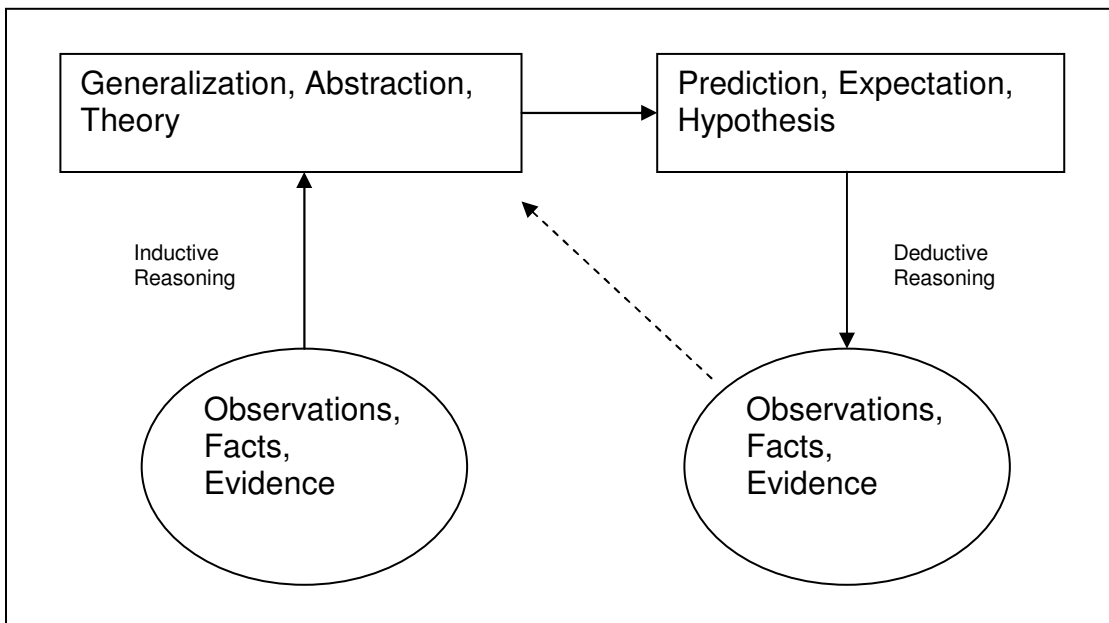 Generalization, Abstraction,
Theory
Prediction, Expectation,
Hypothesis
Inductive
Reasoning
Deductive
Reasoning
Observations,
Facts,
Evidence
Observations,
Facts,
Evidence